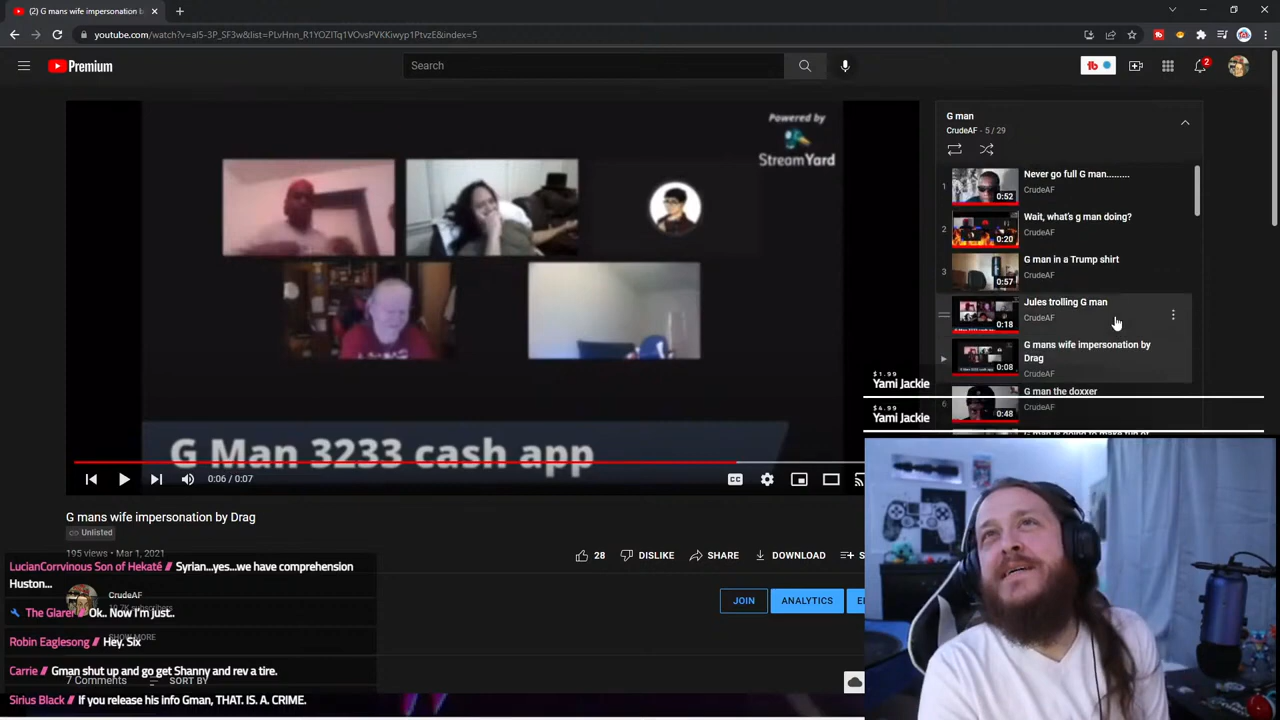 (2) G mans wife impersonation b
youtube.com/watch?v=al5-3P_SF3w&list=PLvHnn_R1YOZITq1VOvsPVKKiwyp1PtvzE&index=5
Premium
Search
2
Powered by
StreamYard
G Man 3233 cash app
0:06 / 0:07
G mans wife impersonation by Drag
Unlisted
195 views • Mar 1, 2021
28
DISLIKE
SHARE
DOWNLOAD
S
CrudeAF
SHOW MORE
JOIN
ANALYTICS
7 Comments
SORT BY
LucianCorrvinous Son of Hekaté // Syrian...yes...we have comprehension
Huston...
The Glarer // Ok.. Now I'm just..
Robin Eaglesong // Hey. Six
Carrie // Gman shut up and go get Shanny and rev a tire.
Sirius Black // If you release his info Gman, THAT. IS. A. CRIME.
G man
CrudeAF - 5 / 29
1
Never go full G man.........
CrudeAF
0:52
2
Wait, what's g man doing?
CrudeAF
0:20
3
G man in a Trump shirt
CrudeAF
0:57
Jules trolling G man
CrudeAF
0:18
G mans wife impersonation by
Drag
CrudeAF
0:08
6
G man the doxxer
CrudeAF
0:48
$1.99
Yami Jackie
$4.99
Yami Jackie